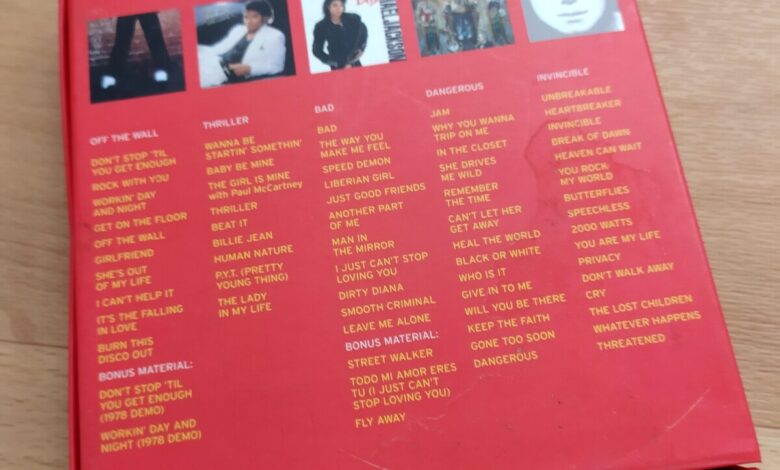 MICHAEL JACKSON
OFF THE WALL
DON'T STOP 'TIL
YOU GET ENOUGH
ROCK WITH YOU
WORKIN' DAY
AND NIGHT
GET ON THE FLOOR
OFF THE WALL
GIRLFRIEND
SHE'S OUT
OF MY LIFE
I CAN'T HELP IT
IT'S THE FALLING
IN LOVE
BURN THIS
DISCO OUT
BONUS MATERIAL:
DON'T STOP 'TIL
YOU GET ENOUGH
(1978 DEMO)
WORKIN' DAY AND
NIGHT (1978 DEMO)
THRILLER
WANNA BE
STARTIN' SOMETHIN'
BABY BE MINE
THE GIRL IS MINE
with Paul McCartney
THRILLER
BEAT IT
BILLIE JEAN
HUMAN NATURE
P.Y.T. (PRETTY
YOUNG THING)
THE LADY
IN MY LIFE
BAD
BAD
THE WAY YOU
MAKE ME FEEL
SPEED DEMON
LIBERIAN GIRL
JUST GOOD FRIENDS
ANOTHER PART
OF ME
MAN IN
THE MIRROR
I JUST CAN'T STOP
LOVING YOU
DIRTY DIANA
SMOOTH CRIMINAL
LEAVE ME ALONE
BONUS MATERIAL:
STREET WALKER
TODO MI AMOR ERES
TU (I JUST CAN'T
STOP LOVING YOU)
FLY AWAY
DANGEROUS
JAM
WHY YOU WANNA
TRIP ON ME
IN THE CLOSET
SHE DRIVES
ME WILD
REMEMBER
THE TIME
CAN'T LET HER
GET AWAY
HEAL THE WORLD
BLACK OR WHITE
WHO IS IT
GIVE IN TO ME
WILL YOU BE THERE
KEEP THE FAITH
GONE TOO SOON
DANGEROUS
INVINCIBLE
UNBREAKABLE
HEARTBREAKER
INVINCIBLE
BREAK OF DAWN
HEAVEN CAN WAIT
YOU ROCK
MY WORLD
BUTTERFLIES
SPEECHLESS
2000 WATTS
YOU ARE MY LIFE
PRIVACY
DON'T WALK AWAY
CRY
THE LOST CHILDREN
WHATEVER HAPPENS
THREATENED